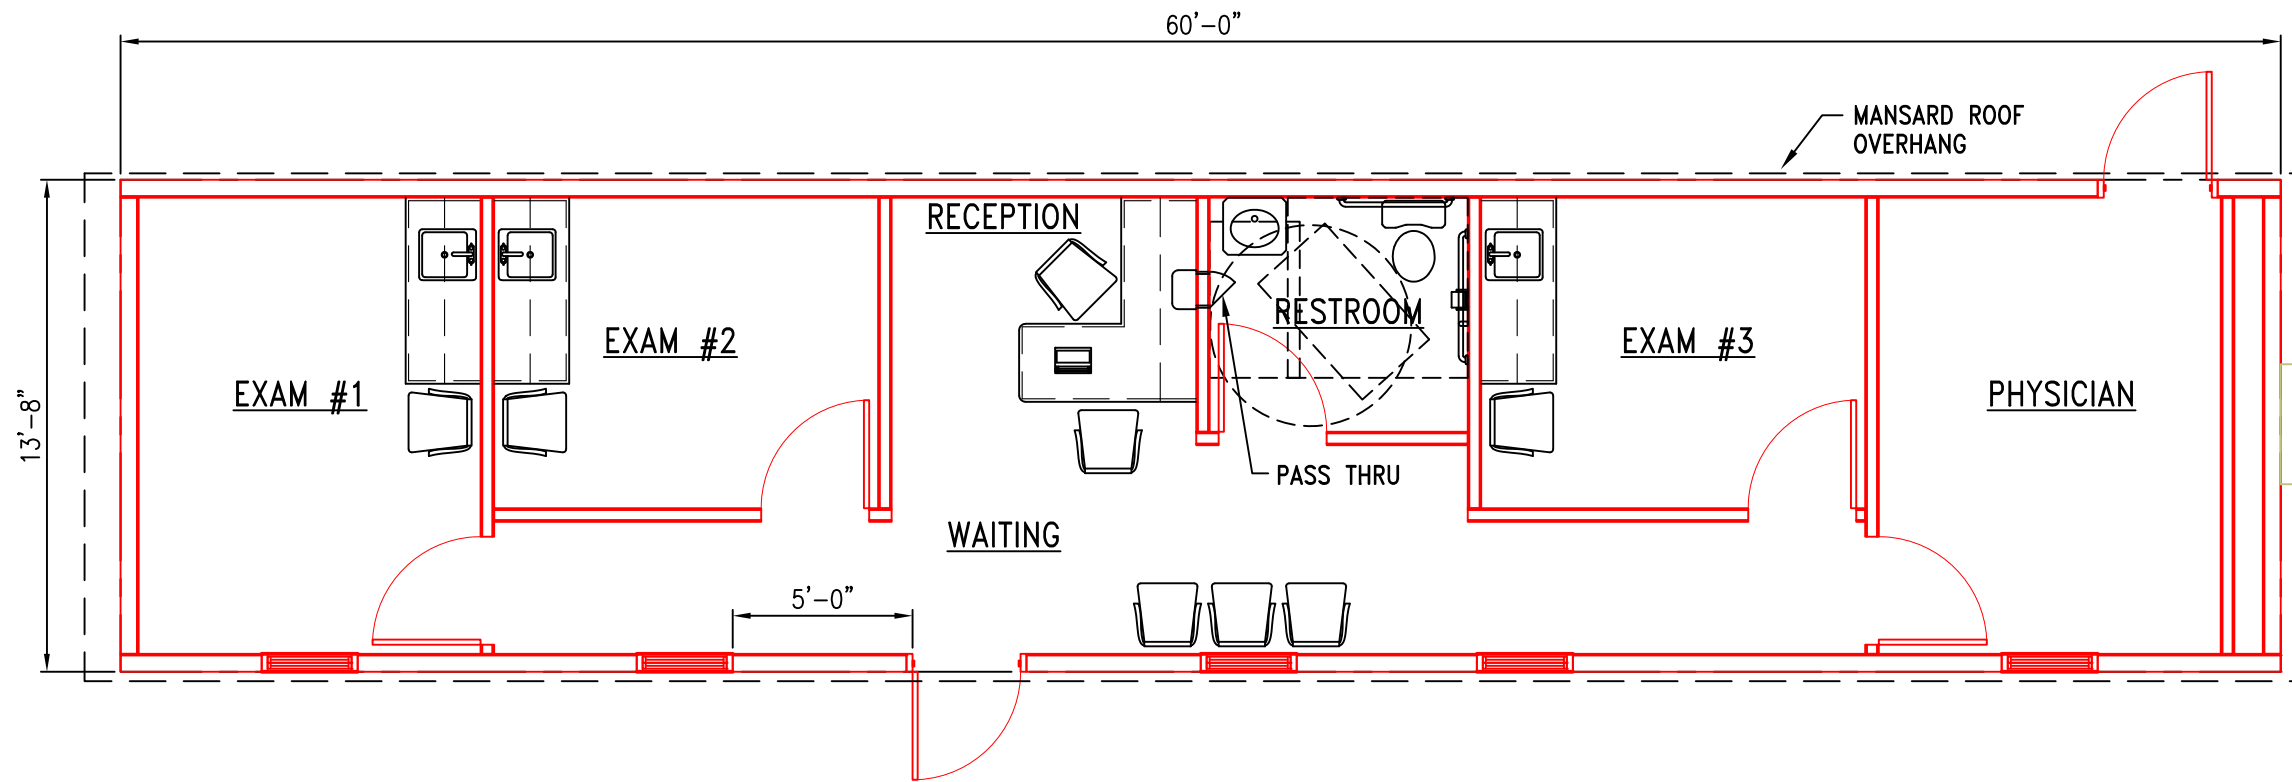 60'-0"
MANSARD ROOF
OVERHANG
RECEPTION
RESTROOM
EXAM #2
EXAM #3
EXAM #1
PHYSICIAN
13'-8"
PASS THRU
WAITING
5'-0"